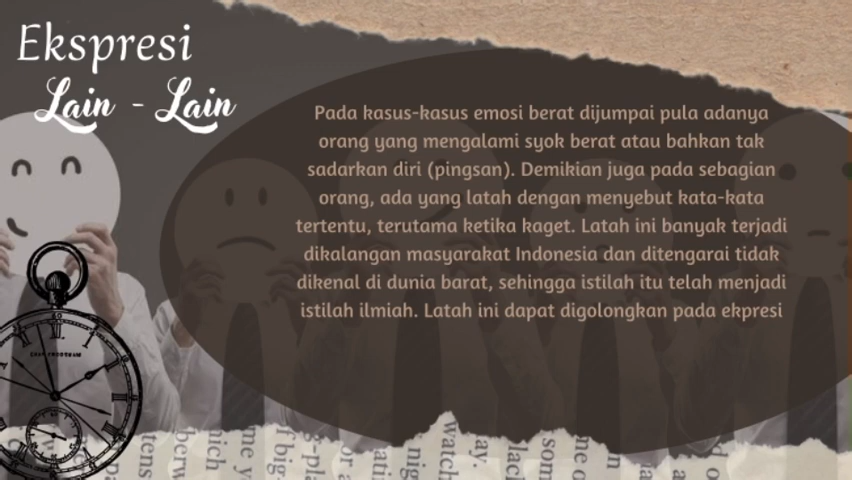 Ekspresi
Lain - Lain
Pada kasus-kasus emosi berat dijumpai pula adanya
orang yang mengalami syok berat atau bahkan tak
sadarkan diri (pingsan). Demikian juga pada sebagian
orang, ada yang latah dengan menyebut kata-kata
tertentu, terutama ketika kaget. Latah ini banyak terjadi
dikalangan masyarakat Indonesia dan ditengarai tidak
dikenal di dunia barat, sehingga istilah itu telah menjadi
istilah ilmiah. Latah ini dapat digolongkan pada ekpresi